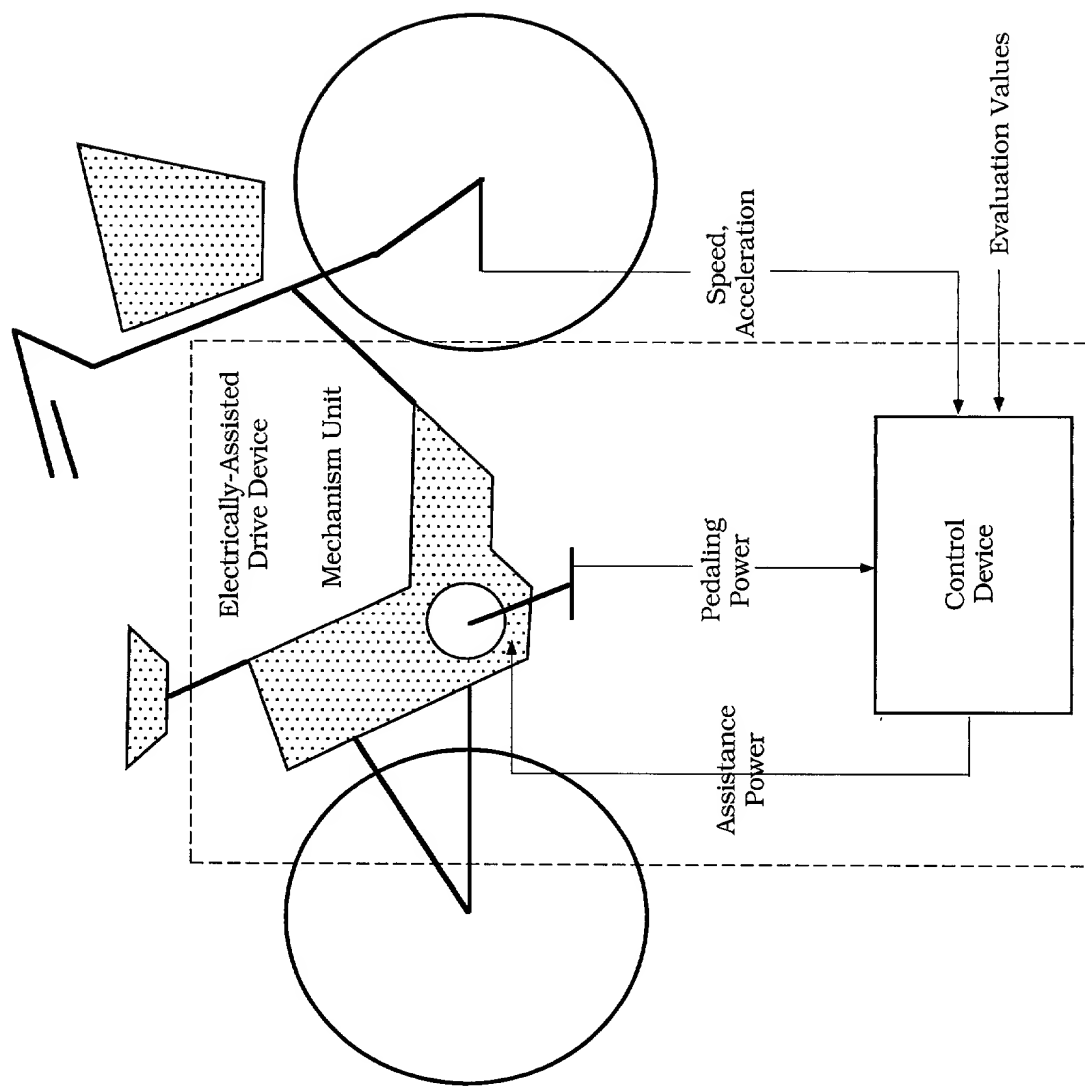 Electrically-Assisted
Drive Device
Mechanism Unit
Assistance
Power
Pedaling
Power
Speed,
Acceleration
Control
Device
Evaluation Values